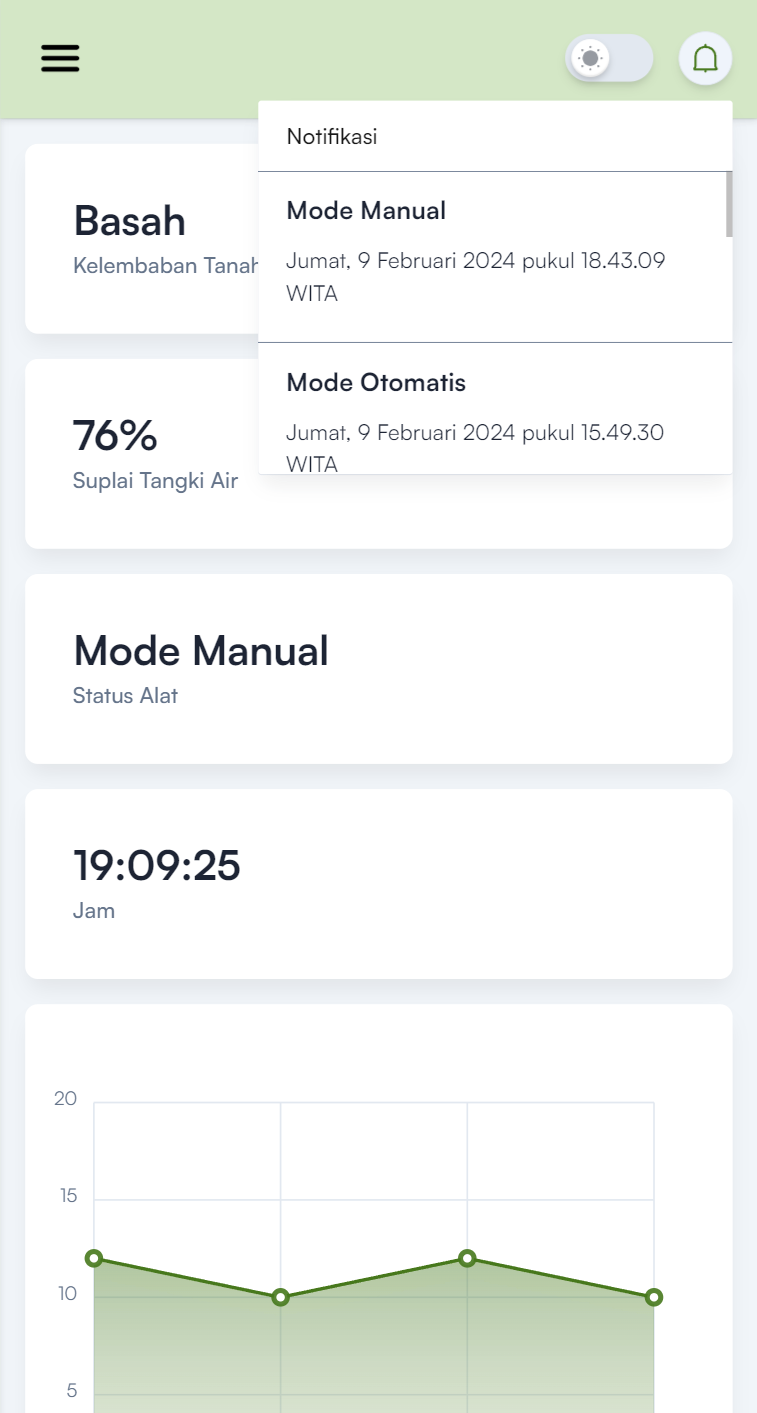 Notifikasi
Mode Manual
Jumat, 9 Februari 2024 pukul 18.43.09
WITA
Mode Otomatis
Jumat, 9 Februari 2024 pukul 15.49.30
WITA
Basah
Kelembaban Tanah
76%
Suplai Tangki Air
Mode Manual
Status Alat
19:09:25
Jam
20
15
10
5